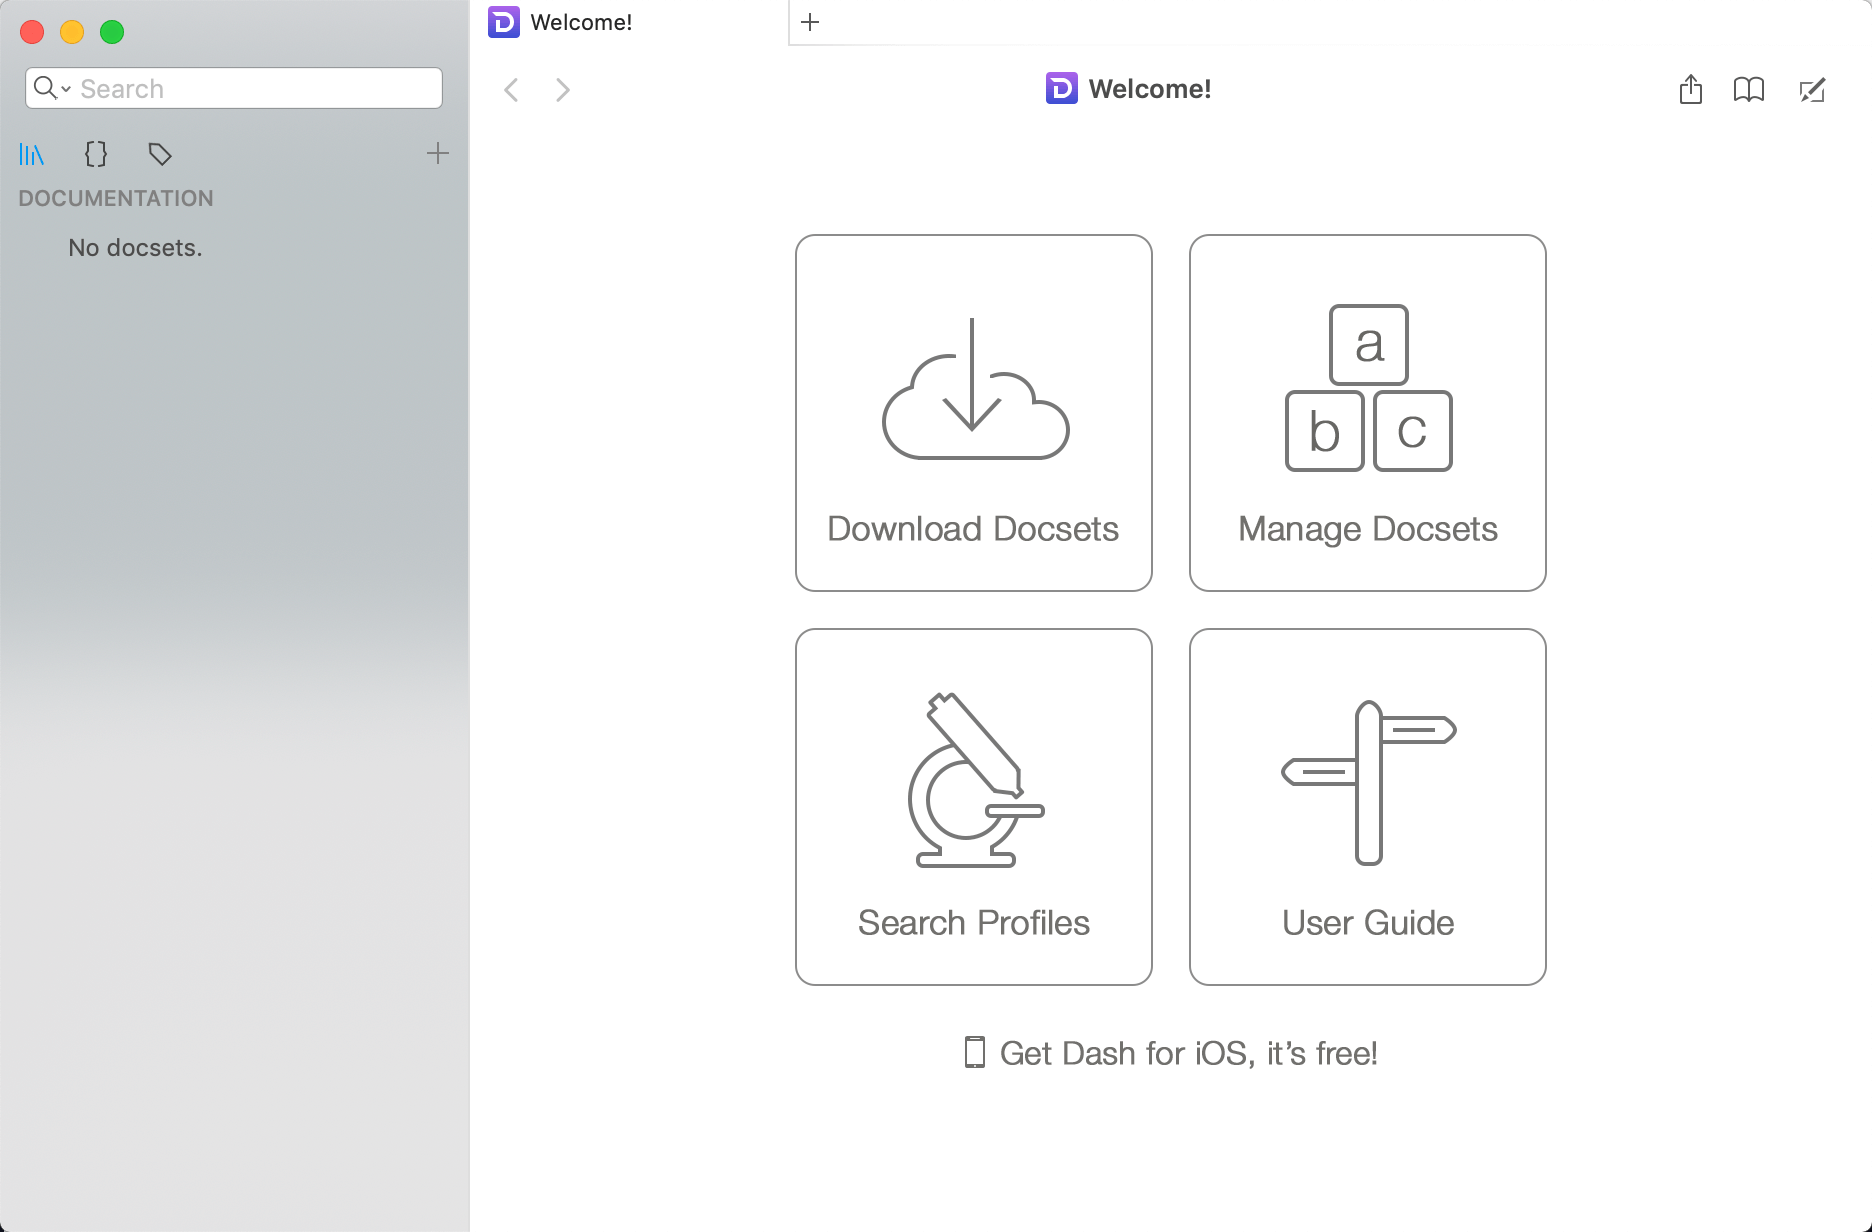 Welcome!
Search
Welcome!
DOCUMENTATION
No docsets.
a
b c
Download Docsets
Manage Docsets
Search Profiles
User Guide
Get Dash for iOS, it’s free!